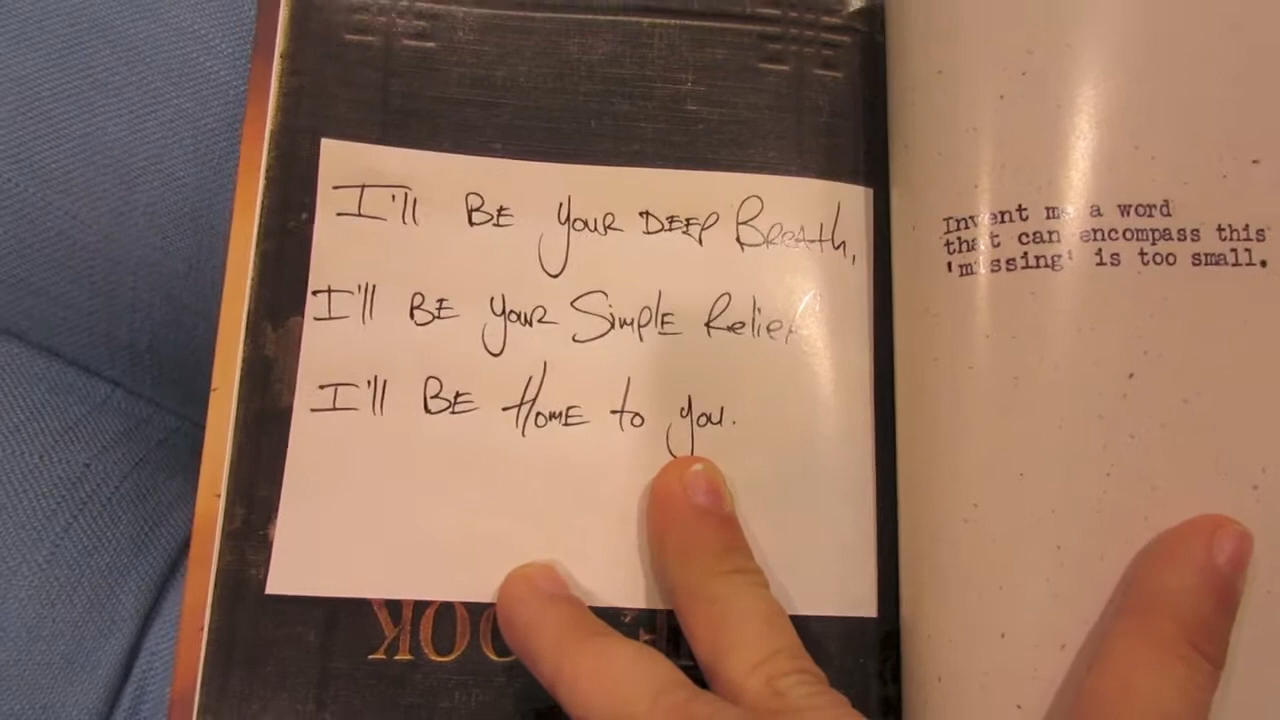 I'll BE your DEEP BREATH,
I'll BE your SimplE Relief
I'll BE HomE to you.
Invent me a word
that can encompass this
'missing' is too small.